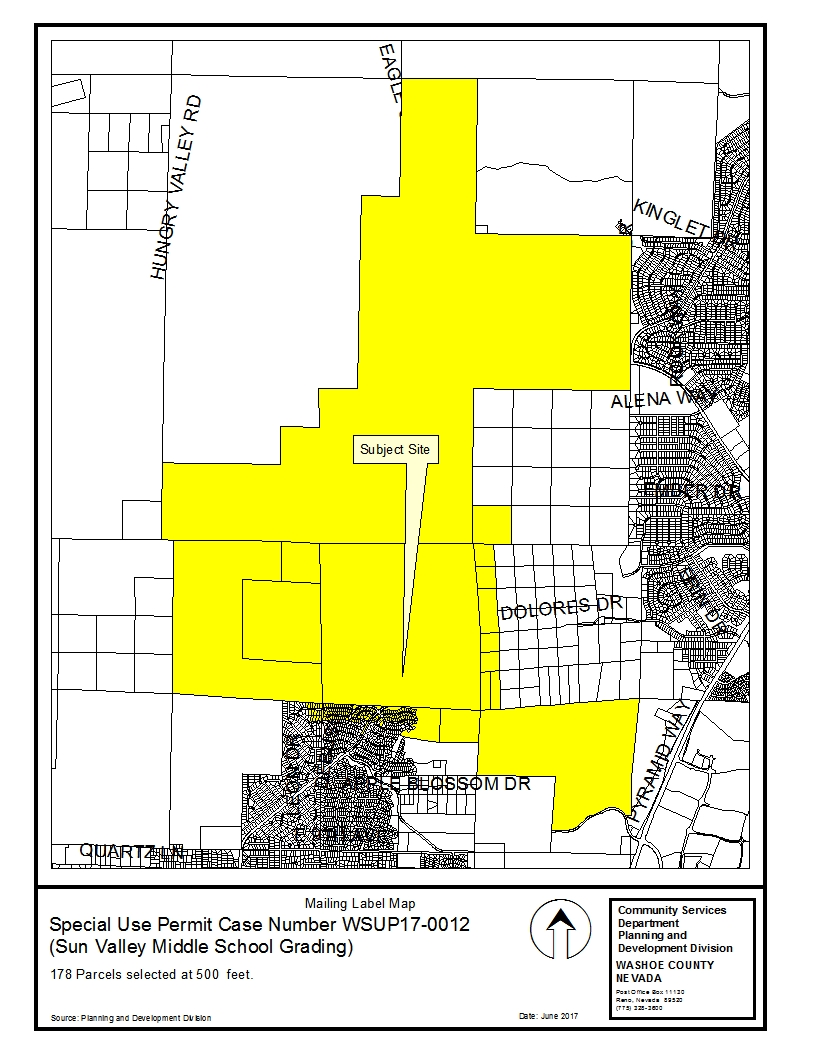 EAGLE
HUNGRY VALLEY RD
KINGLET
ALENA WAY
EMBER DR
DOLORES DR
Subject Site
PYRAMID WAY
APPLE BLOSSOM DR
QUARTZ LN
Mailing Label Map
Special Use Permit Case Number WSUP17-0012
(Sun Valley Middle School Grading)
178 Parcels selected at 500 feet.
Source: Planning and Development Division
Date: June 2017
Community Services
Department
Planning and
Development Division
WASHOE COUNTY
NEVADA
Post Office Box 11130
Reno, Nevada 89520
(775) 328-3600